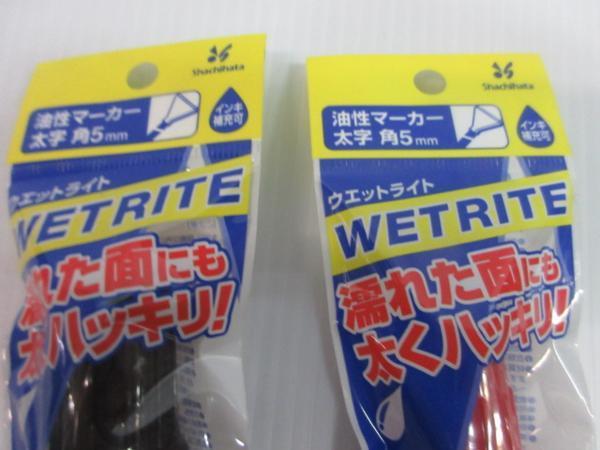 Shachihata
油性マーカー
太字 角5mm
インキ
補充可
ウエットライト
WETRITE
濡れた面にも
太くハッキリ!
Shachihata
油性マーカー
太字 角5mm
インキ
補充可
ウエットライト
WETRITE
濡れた面にも
太くハッキリ!